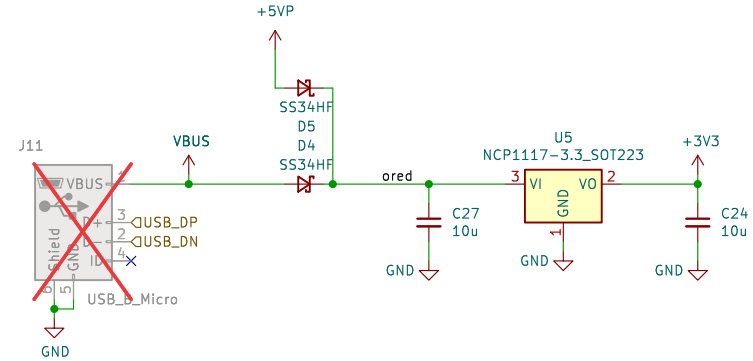 +5VP
SS34HF
D5
D4
SS34HF
VBUS
J11
VBUS
1
D+
3
USB_DP
D-
2
USB_DN
ID
4
Shield
GND
6
5
USB_B_Micro
GND
ored
C27
10u
GND
U5
NCP1117-3.3_SOT223
3
VI
VO
2
GND
1
GND
+3V3
C24
10u
GND